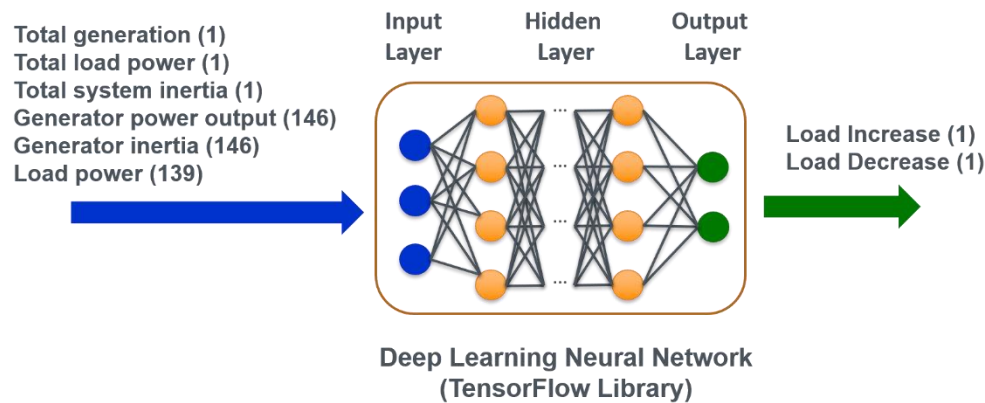 Total generation (1)
Total load power (1)
Total system inertia (1)
Generator power output (146)
Generator inertia (146)
Load power (139)
Input
Layer
Hidden
Layer
Output
Layer
...
...
...
...
Load Increase (1)
Load Decrease (1)
Deep Learning Neural Network
(TensorFlow Library)